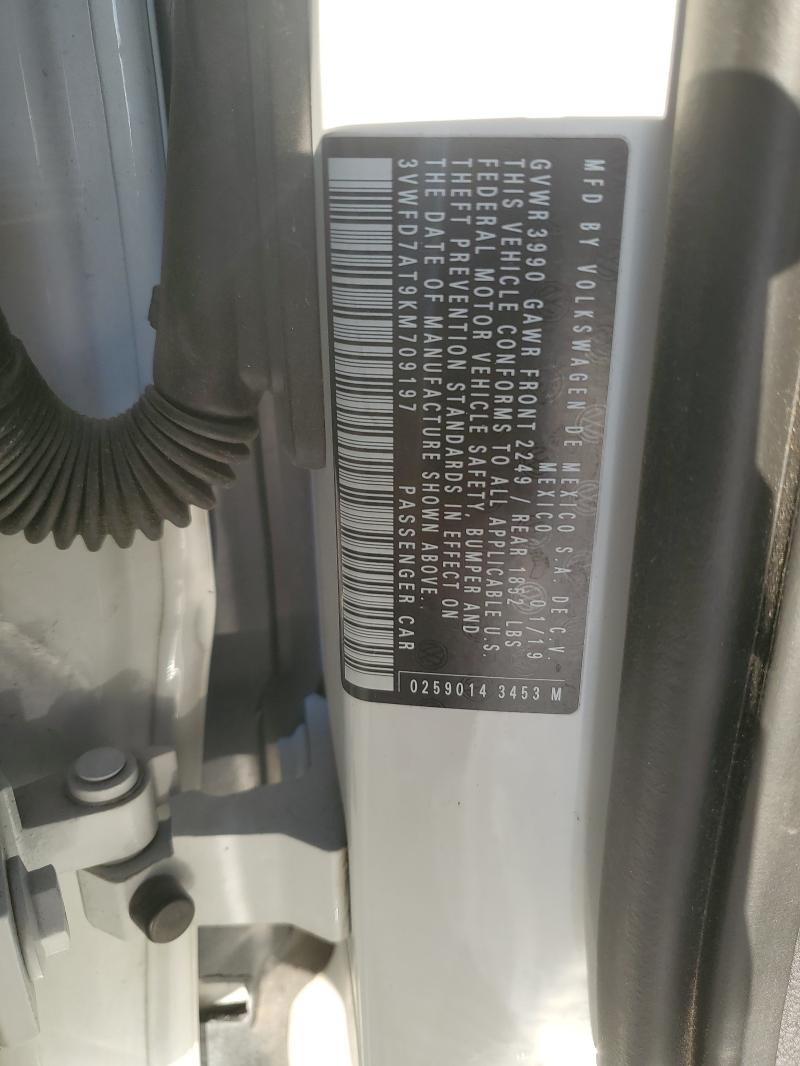 MFD BY VOLKSWAGEN DE MEXICO S.A. DE C.V.
MEXICO 01/19
GVWR 3990 GAWR FRONT 2249 / REAR 1852 LBS
THIS VEHICLE CONFORMS TO ALL APPLICABLE U.S.
FEDERAL MOTOR VEHICLE SAFETY, BUMPER AND
THEFT PREVENTION STANDARDS IN EFFECT ON
THE DATE OF MANUFACTURE SHOWN ABOVE.
3VWFD7AT9KM709197 PASSENGER CAR
0259014 3453 M